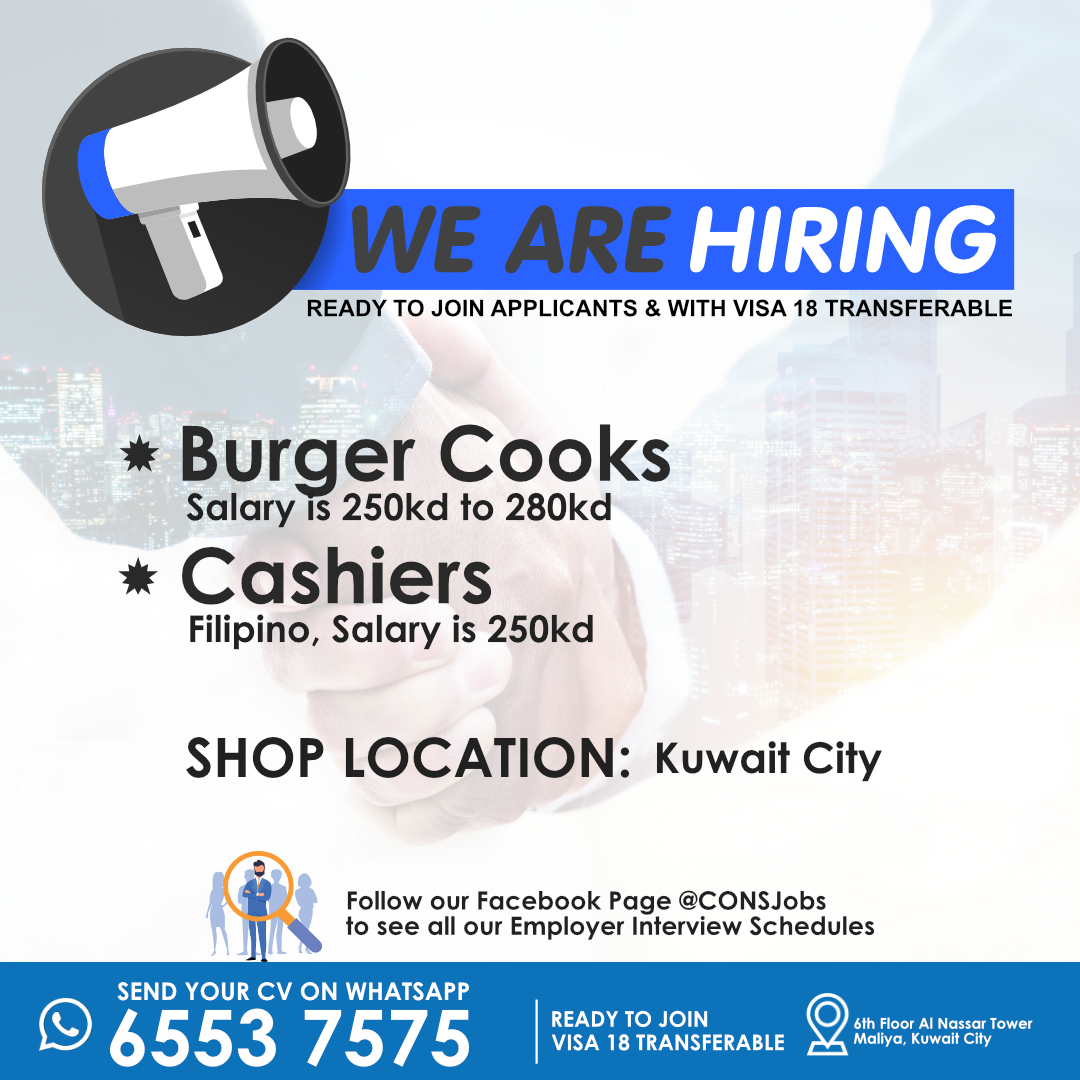 WE ARE HIRING
READY TO JOIN APPLICANTS & WITH VISA 18 TRANSFERABLE
Burger Cooks
Salary is 250kd to 280kd
Cashiers
Filipino, Salary is 250kd
SHOP LOCATION: Kuwait City
Follow our Facebook Page @CONSJobs
to see all our Employer Interview Schedules
SEND YOUR CV ON WHATSAPP
6553 7575
READY TO JOIN
VISA 18 TRANSFERABLE
6th Floor Al Nassar Tower
Maliya, Kuwait City